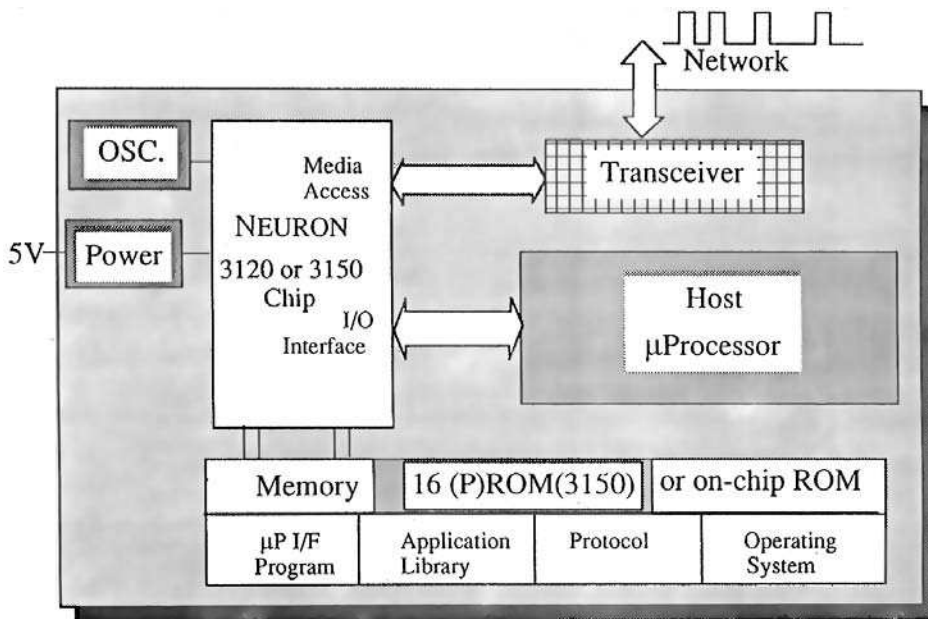 Network
OSC.
Media
Access
Transceiver
NEURON
5V
Power
3120 or 3150
Chip
I/O
Interface
Host
µProcessor
Memory
16 (P)ROM(3150)
or on-chip ROM
µP I/F
Program
Application
Library
Protocol
Operating
System